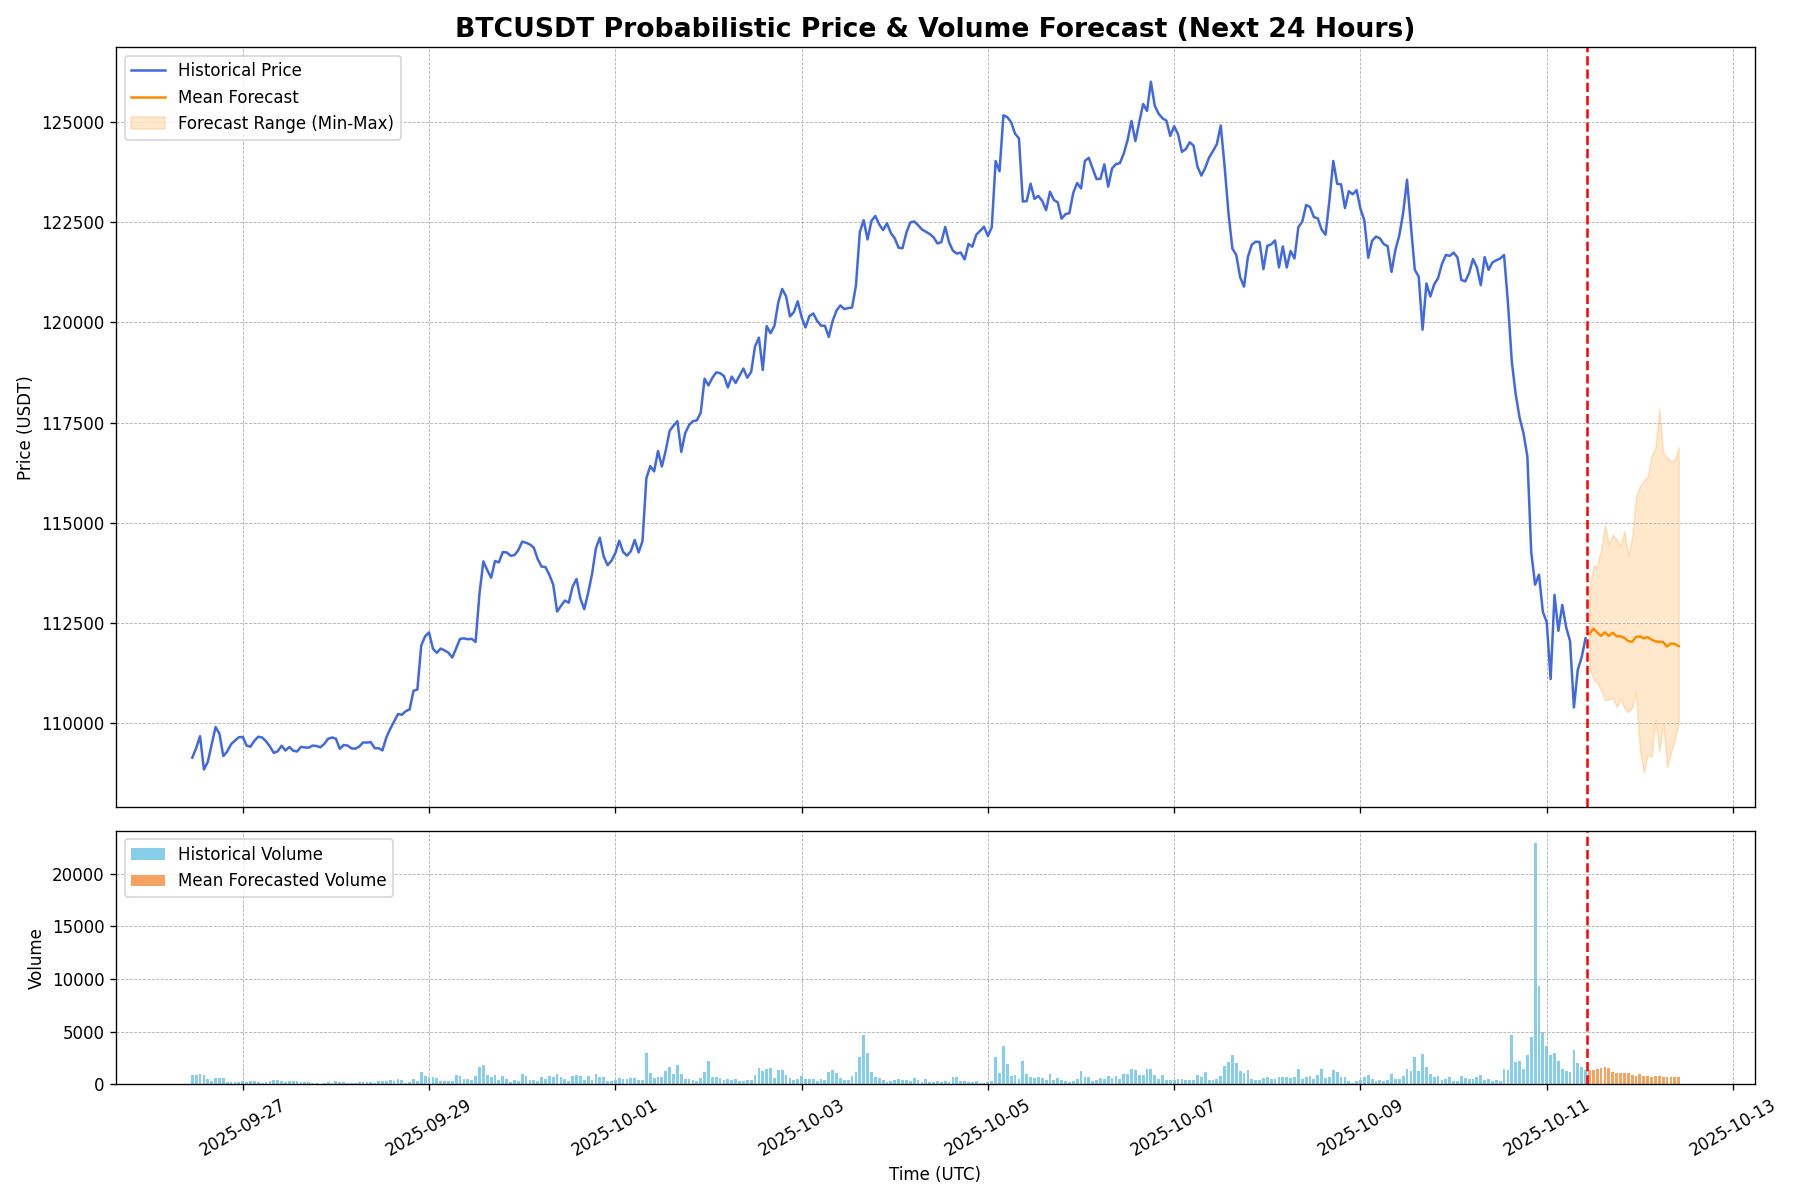 BTCUSDT Probabilistic Price & Volume Forecast (Next 24 Hours)
Historical Price
Mean Forecast
Forecast Range (Min-Max)
125000
122500
120000
117500
115000
112500
110000
Price (USDT)
Historical Volume
Mean Forecasted Volume
20000
15000
10000
5000
0
Volume
2025-09-27
2025-09-29
2025-10-01
2025-10-03
2025-10-05
2025-10-07
2025-10-09
2025-10-11
2025-10-13
Time (UTC)